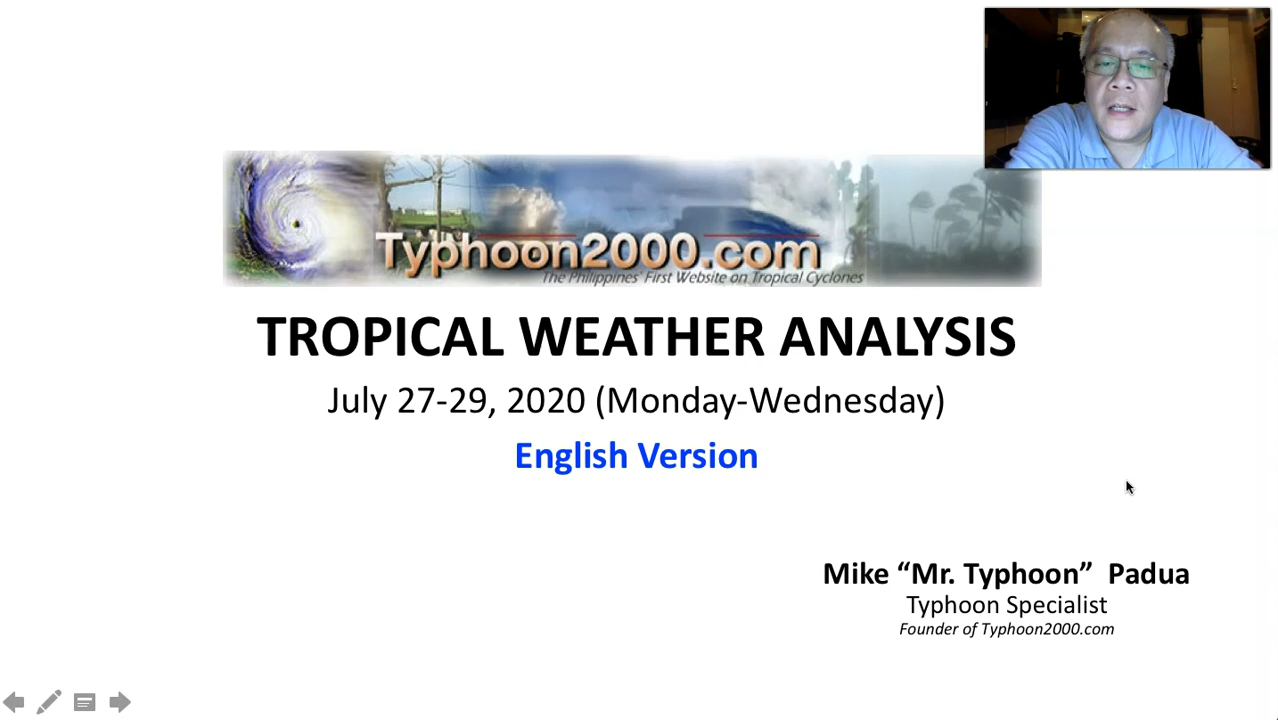 Typhoon2000.com
The Philippines' First Website on Tropical Cyclones
TROPICAL WEATHER ANALYSIS
July 27-29, 2020 (Monday-Wednesday)
English Version
Mike “Mr. Typhoon” Padua
Typhoon Specialist
Founder of Typhoon2000.com